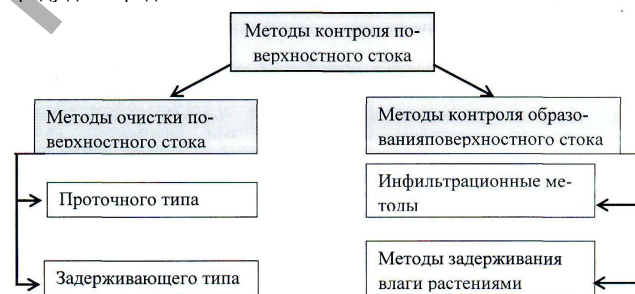 Методы контроля по-
верхностного стока
Методы очистки по-
верхностного стока
Методы контроля образо-
ванияповерхностного стока
Проточного типа
Инфильтрационные ме-
тоды
Задерживающего типа
Методы задерживания
влаги растениями